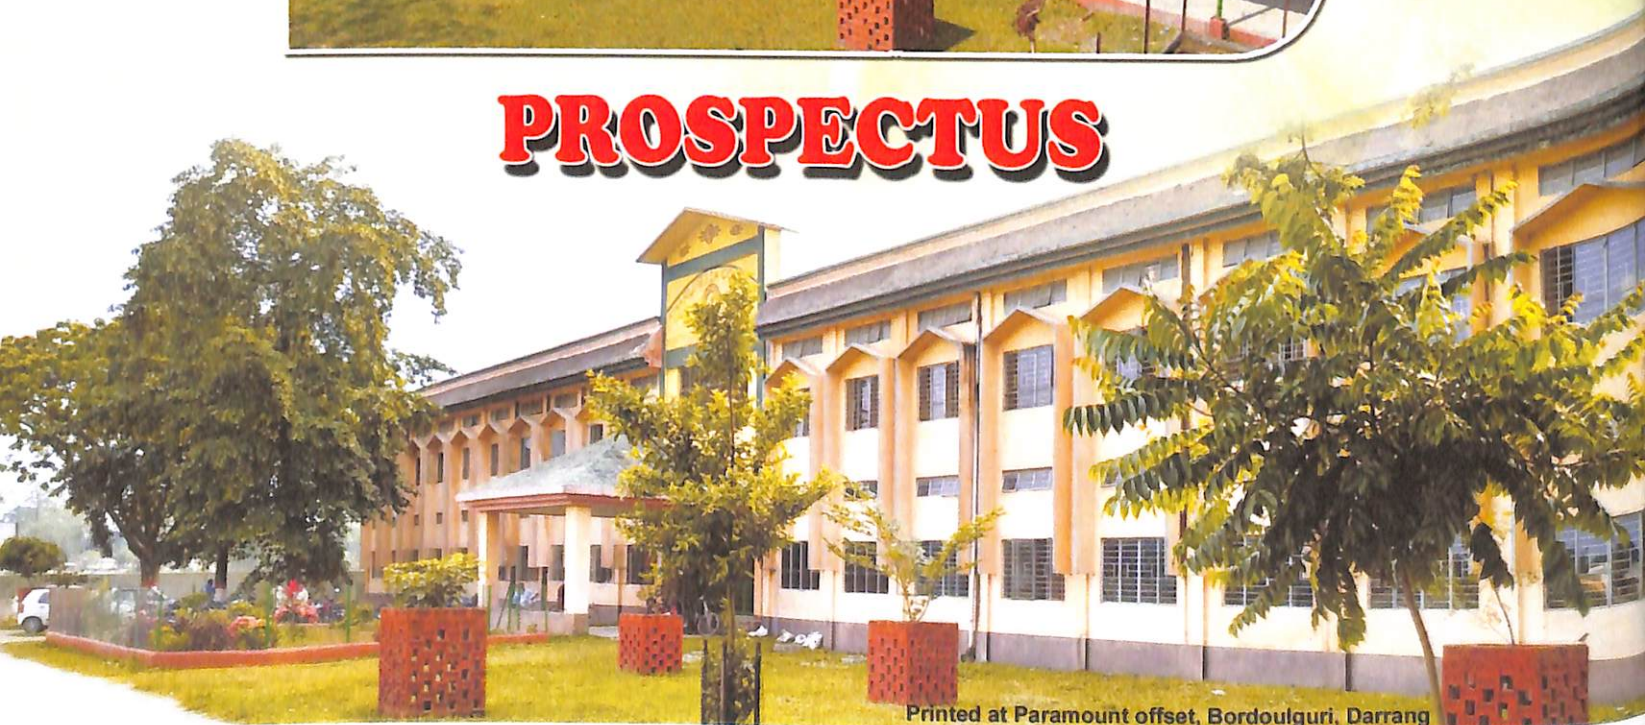 PROSPECTUS
Printed at Paramount offset, Bordoulguri, Darrang